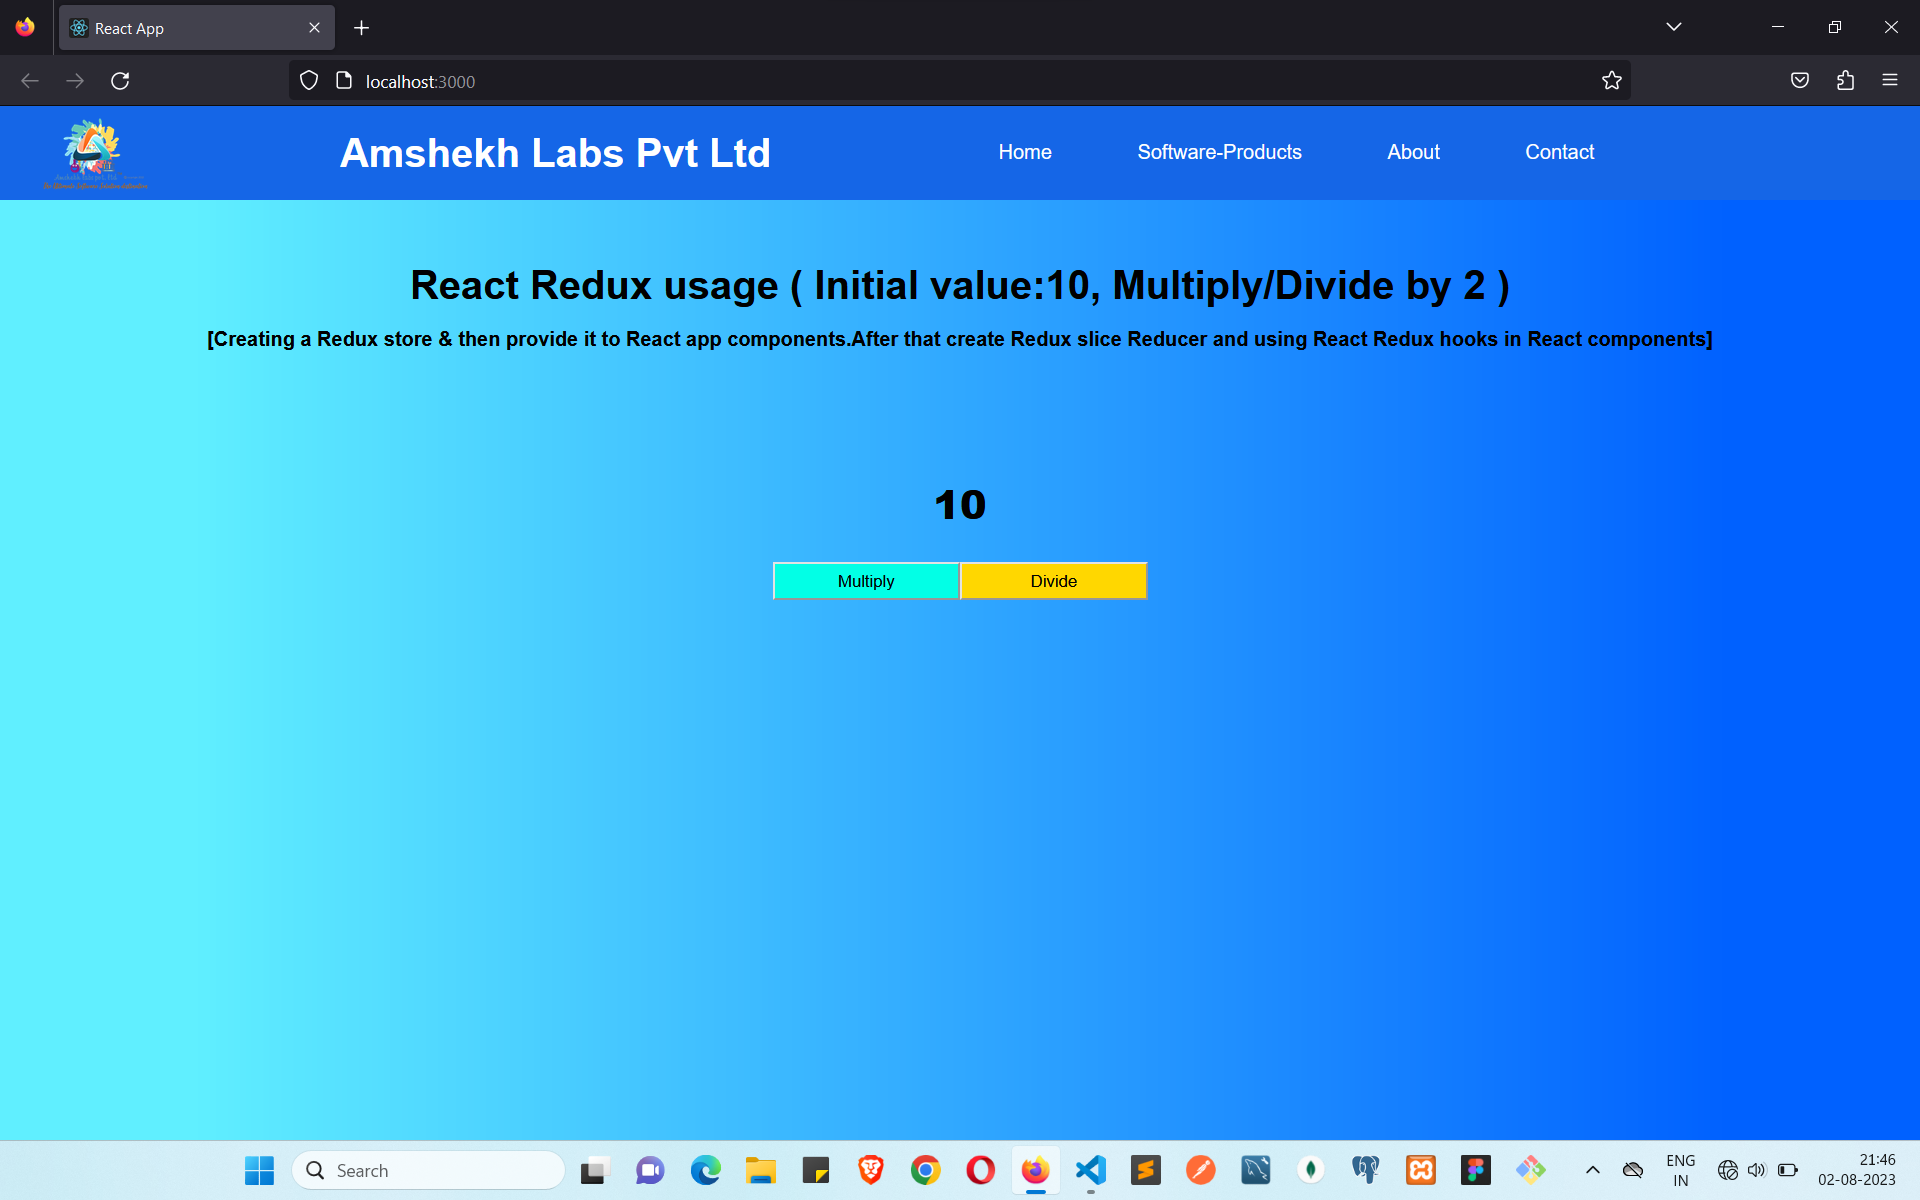 React App
localhost:3000
Amshekh Labs Pvt Ltd
Home
Software-Products
About
Contact
React Redux usage ( Initial value:10, Multiply/Divide by 2 )
[Creating a Redux store & then provide it to React app components.After that create Redux slice Reducer and using React Redux hooks in React components]
10
Multiply
Divide
Search
ENG
IN
21:46
02-08-2023